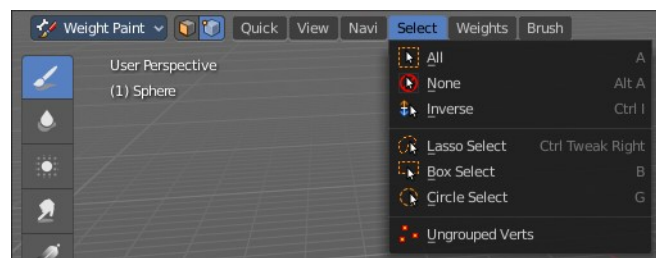 Weight Paint Quick View Navi Select Weights Brush
User Perspective
(1) Sphere
All A
None Alt A
Inverse Ctrl I
Lasso Select Ctrl Tweak Right
Box Select B
Circle Select G
Ungrouped Verts